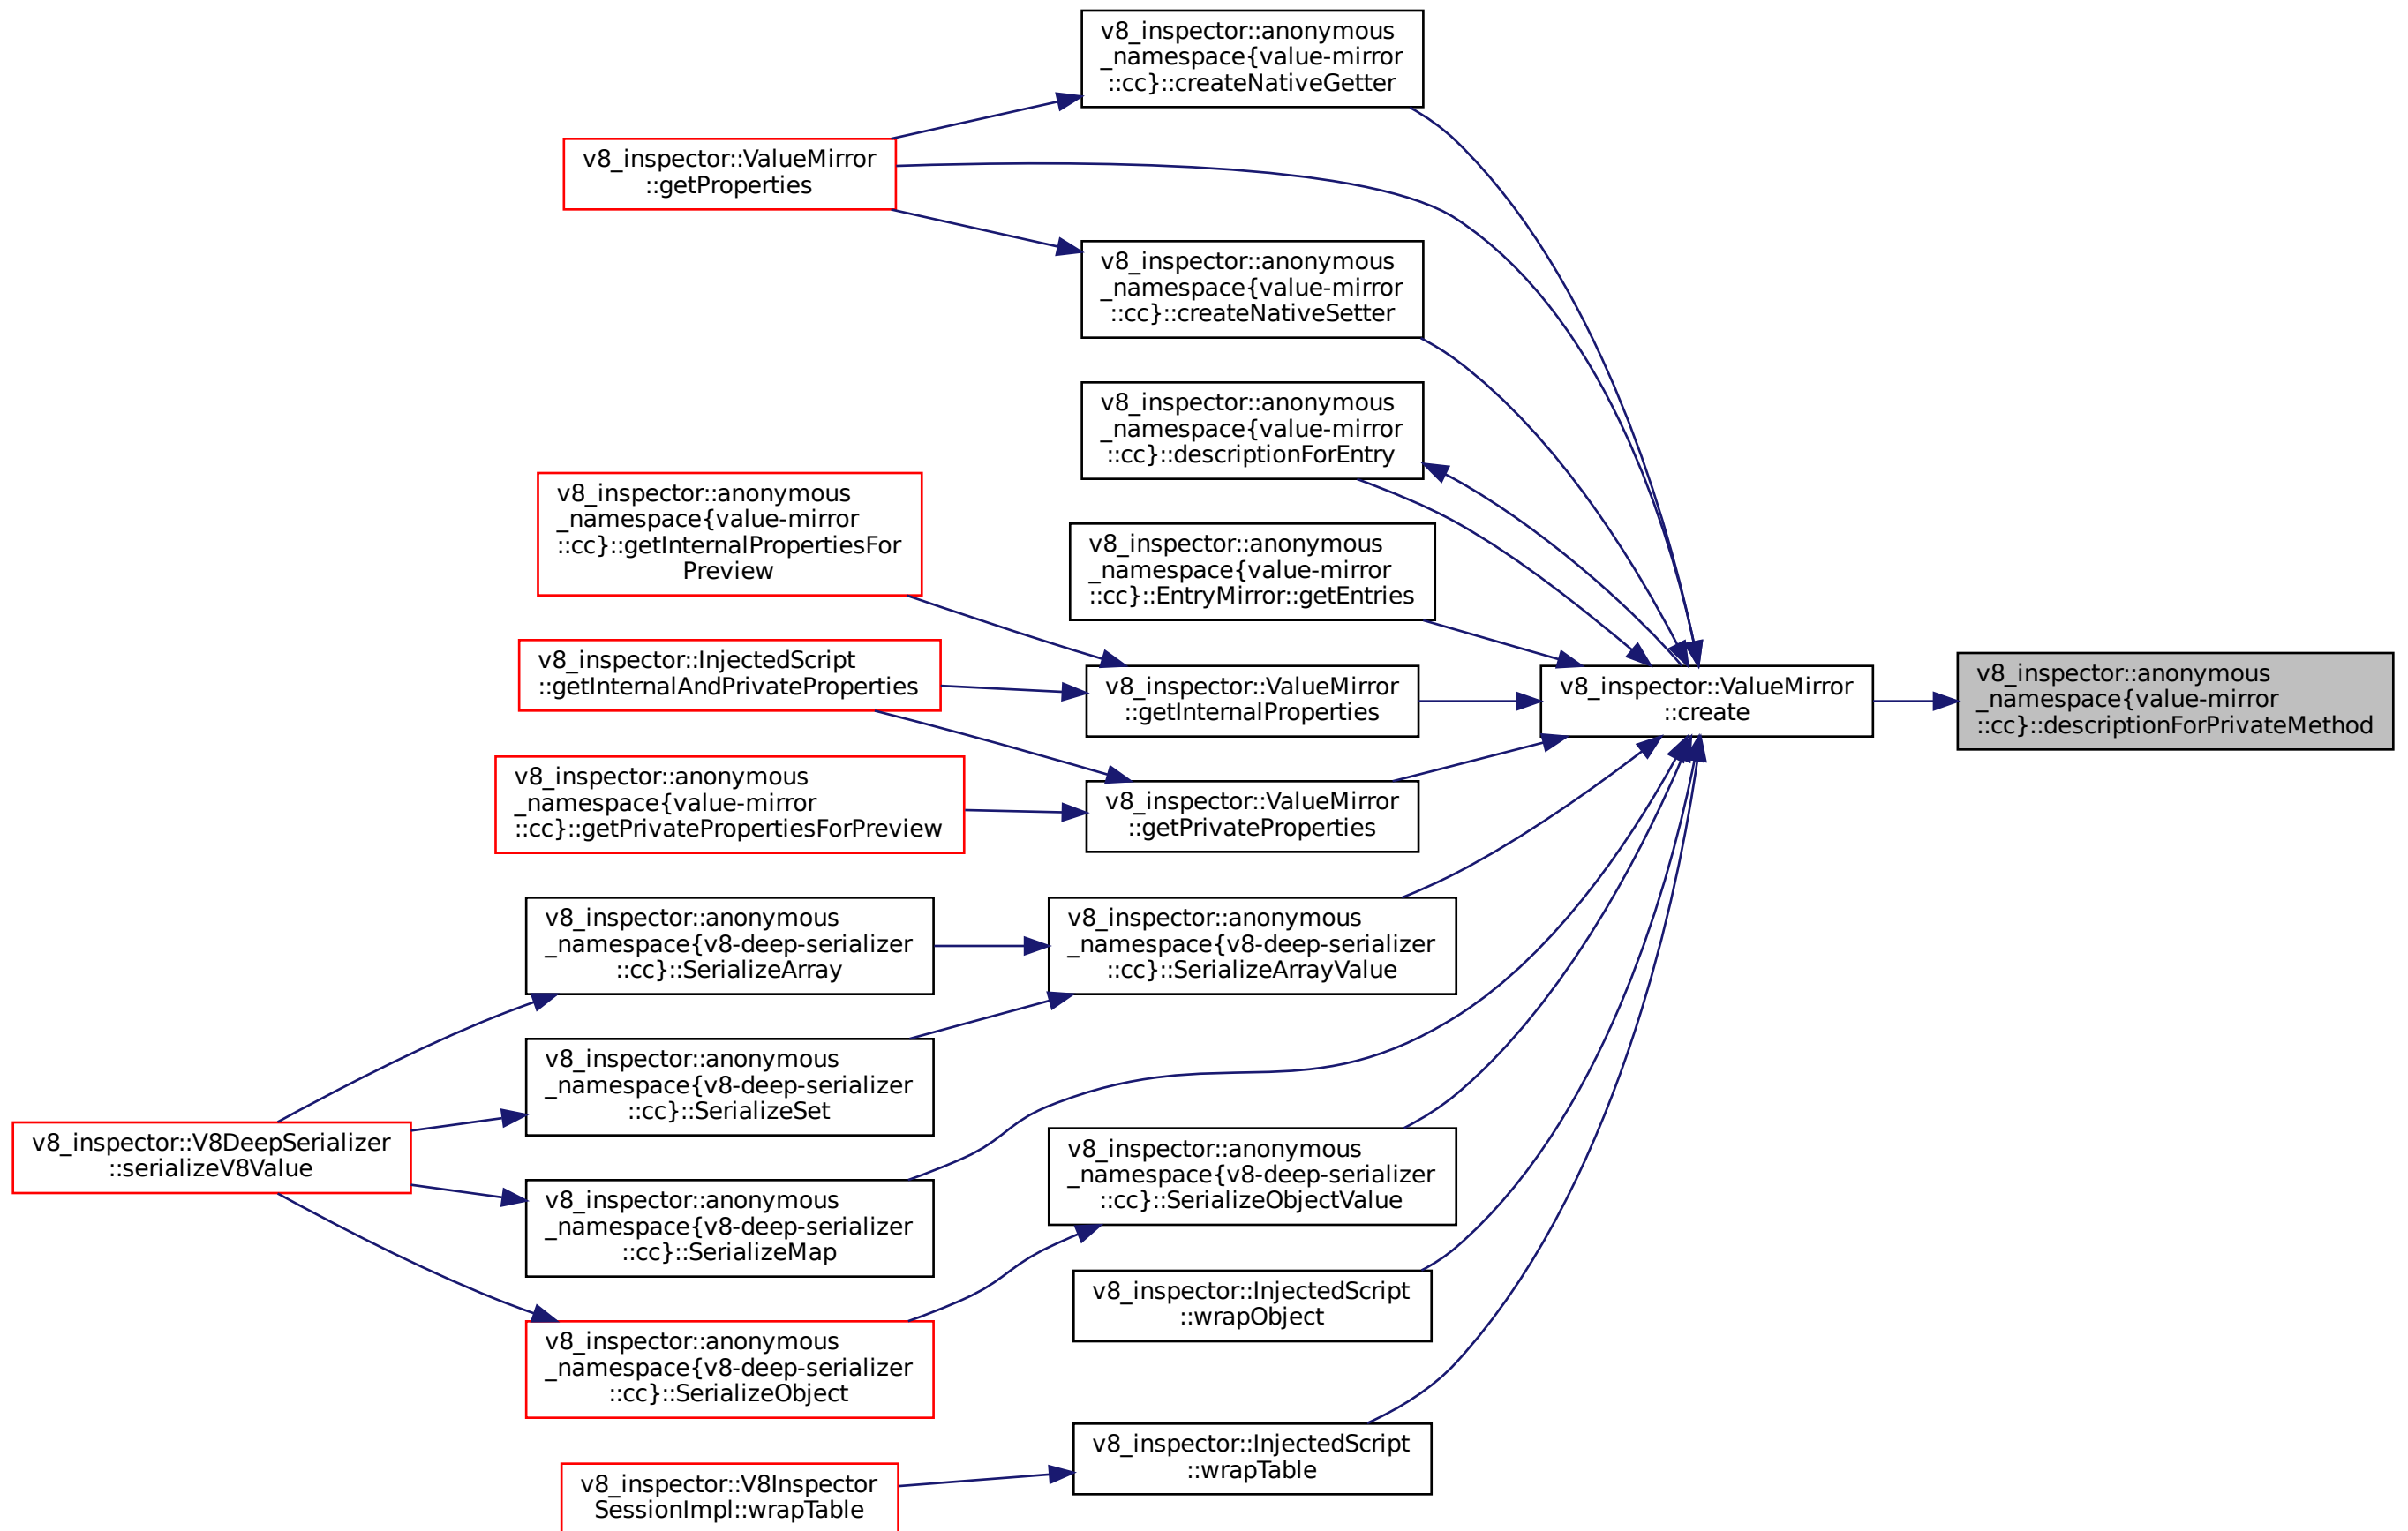 v8_inspector::anonymous
_namespace{value-mirror
::cc}::createNativeGetter
v8_inspector::ValueMirror
::getProperties
v8_inspector::anonymous
_namespace{value-mirror
::cc}::createNativeSetter
v8_inspector::anonymous
_namespace{value-mirror
::cc}::descriptionForEntry
v8_inspector::anonymous
_namespace{value-mirror
::cc}::getInternalPropertiesFor
Preview
v8_inspector::anonymous
_namespace{value-mirror
::cc}::EntryMirror::getEntries
v8_inspector::InjectedScript
::getInternalAndPrivateProperties
v8_inspector::ValueMirror
::getInternalProperties
v8_inspector::ValueMirror
::create
v8_inspector::anonymous
_namespace{value-mirror
::cc}::descriptionForPrivateMethod
v8_inspector::anonymous
_namespace{value-mirror
::cc}::getPrivatePropertiesForPreview
v8_inspector::ValueMirror
::getPrivateProperties
v8_inspector::anonymous
_namespace{v8-deep-serializer
::cc}::SerializeArray
v8_inspector::anonymous
_namespace{v8-deep-serializer
::cc}::SerializeArrayValue
v8_inspector::anonymous
_namespace{v8-deep-serializer
::cc}::SerializeSet
v8_inspector::V8DeepSerializer
::serializeV8Value
v8_inspector::anonymous
_namespace{v8-deep-serializer
::cc}::SerializeObjectValue
v8_inspector::anonymous
_namespace{v8-deep-serializer
::cc}::SerializeMap
v8_inspector::InjectedScript
::wrapObject
v8_inspector::anonymous
_namespace{v8-deep-serializer
::cc}::SerializeObject
v8_inspector::InjectedScript
::wrapTable
v8_inspector::V8Inspector
SessionImpl::wrapTable